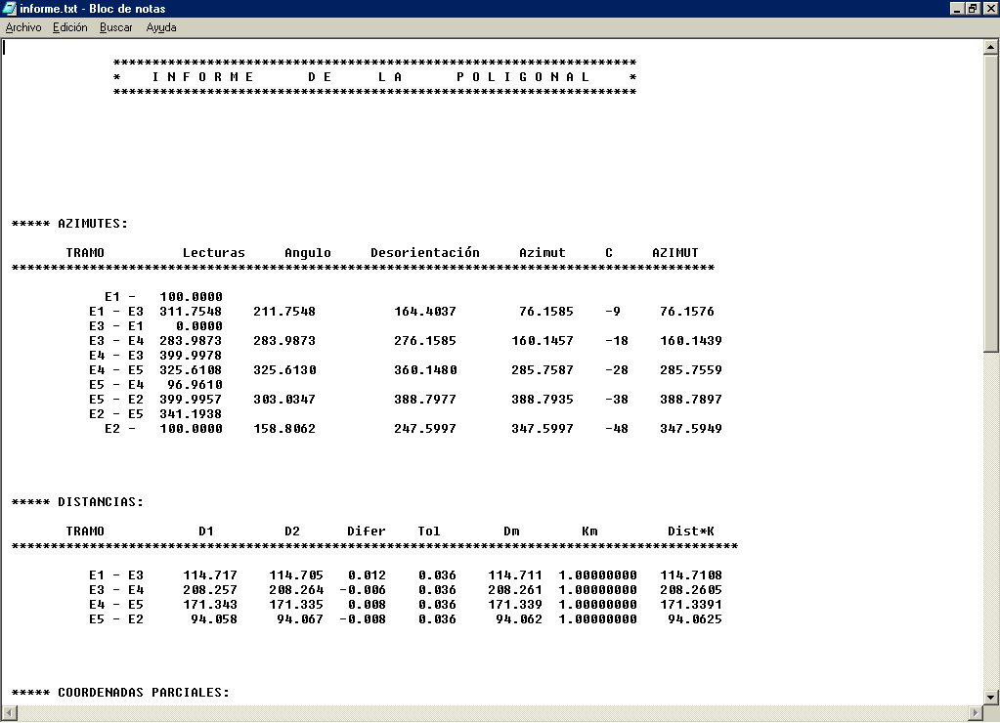 informe.txt - Bloc de notas
Archivo Edición Buscar Ayuda
*******************************************************************
* I N F O R M E D E L A P O L I G O N A L *
*******************************************************************
***** AZIMUTES:
TRAMO Lecturas Angulo Desorientación Azimut C AZIMUT
******************************************************************************************
E1 - 100.0000
E1 - E3 311.7548 211.7548 164.4037 76.1585 -9 76.1576
E3 - E1 0.0000
E3 - E4 283.9873 283.9873 276.1585 160.1457 -18 160.1439
E4 - E3 399.9978
E4 - E5 325.6108 325.6130 360.1480 285.7587 -28 285.7559
E5 - E4 96.9610
E5 - E2 399.9957 303.0347 388.7977 388.7935 -38 388.7897
E2 - E5 341.1938
E2 - 100.0000 158.8062 247.5997 347.5997 -48 347.5949
***** DISTANCIAS:
TRAMO D1 D2 Difer Tol Dm Km Dist*K
*********************************************************************************************
E1 - E3 114.717 114.705 0.012 0.036 114.711 1.00000000 114.7108
E3 - E4 208.257 208.264 -0.006 0.036 208.261 1.00000000 208.2605
E4 - E5 171.343 171.335 0.008 0.036 171.339 1.00000000 171.3391
E5 - E2 94.058 94.067 -0.008 0.036 94.062 1.00000000 94.0625
***** COORDENADAS PARCIALES: